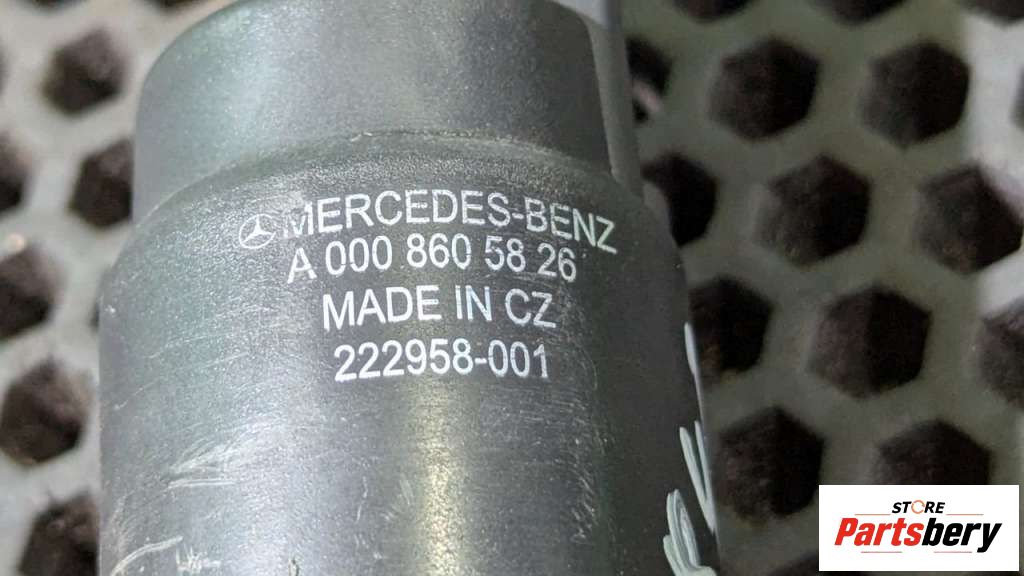 MERCEDES-BENZ
A 000 860 58 26
MADE IN CZ
222958-001
STORE
Partsbery